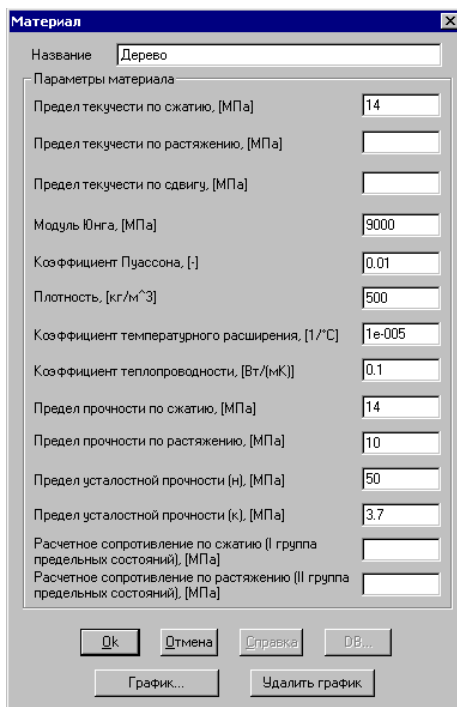 Материал
Название Дерево
Параметры материала
Предел текучести по сжатию, [МПа] 14
Предел текучести по растяжению, [МПа]
Предел текучести по сдвигу, [МПа]
Модуль Юнга, [МПа] 9000
Коэффициент Пуассона, [-] 0.01
Плотность, [кг/м^3] 500
Коэффициент температурного расширения, [1/°C] 1e-005
Коэффициент теплопроводности, [Вт/(мК)] 0.1
Предел прочности по сжатию, [МПа] 14
Предел прочности по растяжению, [МПа] 10
Предел усталостной прочности (н), [МПа] 50
Предел усталостной прочности (к), [МПа] 3.7
Расчетное сопротивление по сжатию (I группа
предельных состояний), [МПа]
Расчетное сопротивление по растяжению (II группа
предельных состояний), [МПа]
Ok Отмена Справка DB...
График... Удалить график